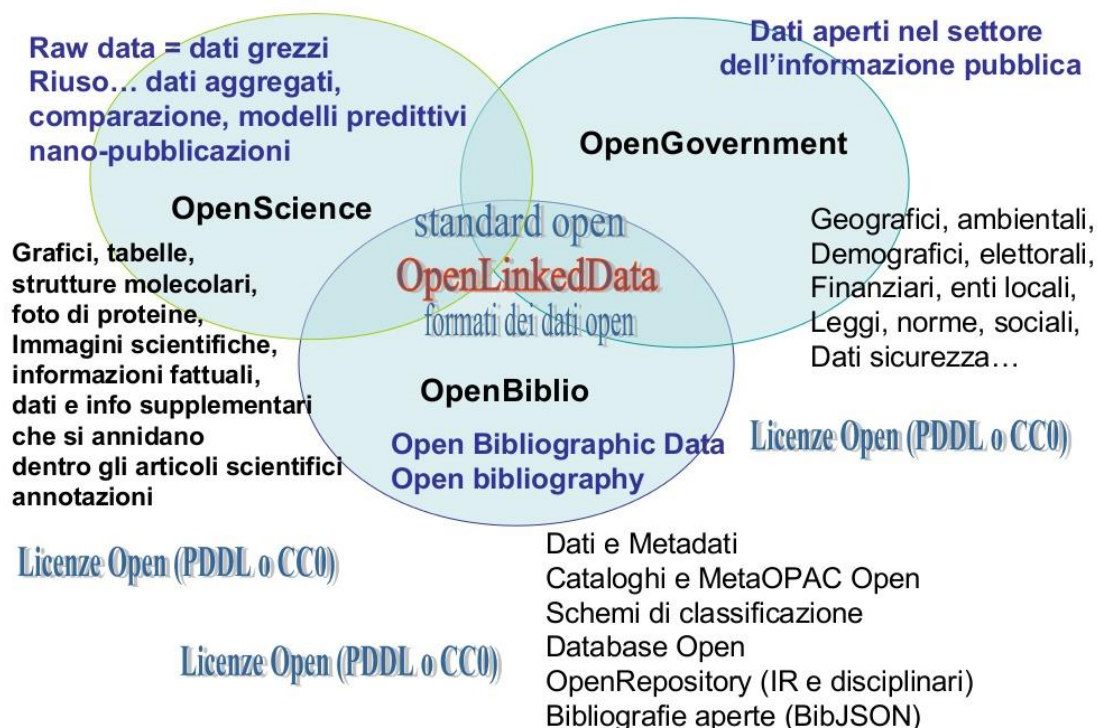 Raw data = dati grezzi
Riuso... dati aggregati,
comparazione, modelli predittivi
nano-pubblicazioni
OpenScience
Grafici, tabelle,
strutture molecolari,
foto di proteine,
Immagini scientifiche,
informazioni fattuali,
dati e info supplementari
che si annidano
dentro gli articoli scientifici
annotazioni
Licenze Open (PDDL o CC0)
Dati aperti nel settore
dell'informazione pubblica
OpenGovernment
Geografici, ambientali,
Demografici, elettorali,
Finanziari, enti locali,
Leggi, norme, sociali,
Dati sicurezza...
Licenze Open (PDDL o CC0)
standard open
OpenLinkedData
formati dei dati open
OpenBiblio
Open Bibliographic Data
Open bibliography
Dati e Metadati
Cataloghi e MetaOPAC Open
Schemi di classificazione
Database Open
OpenRepository (IR e disciplinari)
Bibliografie aperte (BibJSON)
Licenze Open (PDDL o CC0)